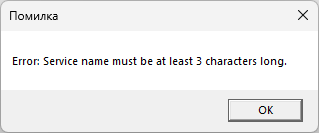 Помилка
Error: Service name must be at least 3 characters long.
OK